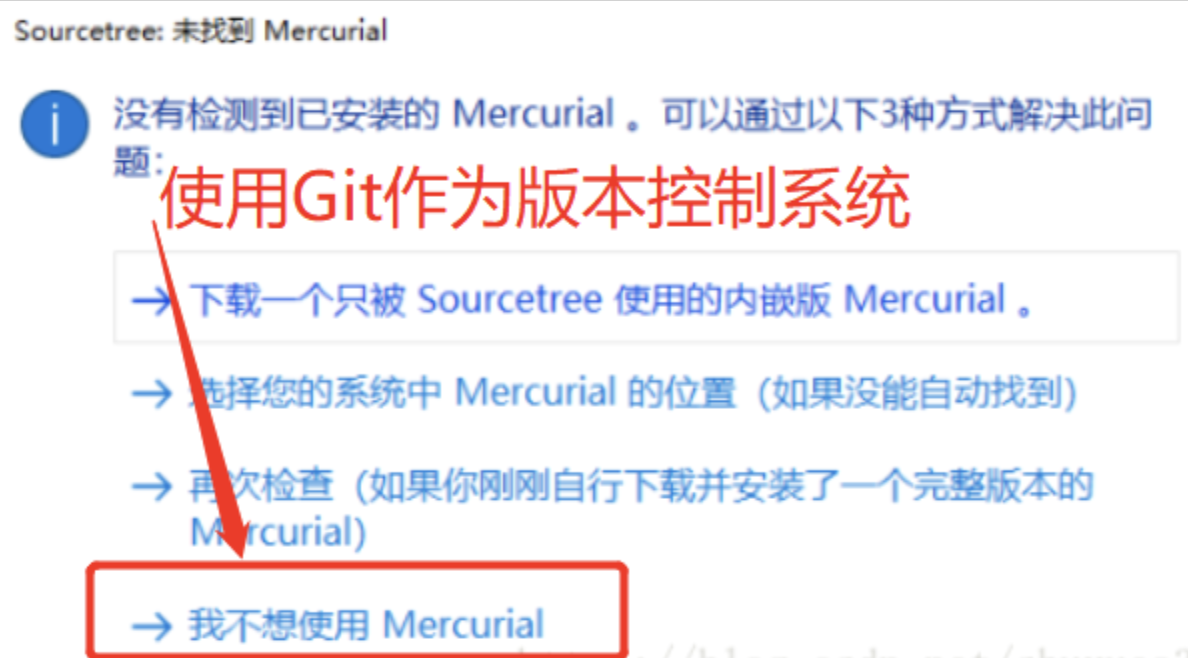 Sourcetree: 未找到 Mercurial
没有检测到已安装的 Mercurial 。可以通过以下3种方式解决此问
题:
使用Git作为版本控制系统
→ 下载一个只被 Sourcetree 使用的内嵌版 Mercurial 。
→ 选择您的系统中 Mercurial 的位置（如果没能自动找到）
→ 再次检查（如果你刚刚自行下载并安装了一个完整版本的
Mercurial）
→ 我不想使用 Mercurial